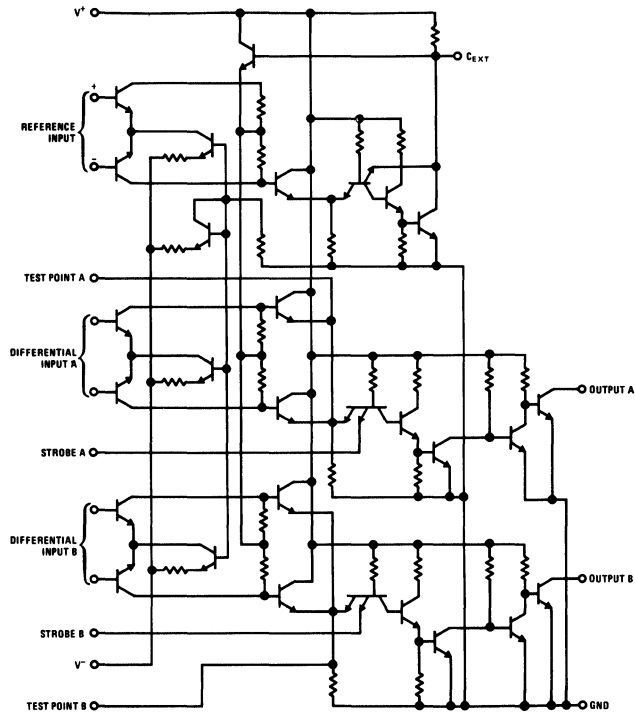 V+
CEXT
+
REFERENCE
INPUT
−
TEST POINT A
DIFFERENTIAL
INPUT A
OUTPUT A
STROBE A
DIFFERENTIAL
INPUT B
OUTPUT B
STROBE B
V−
TEST POINT B
GND